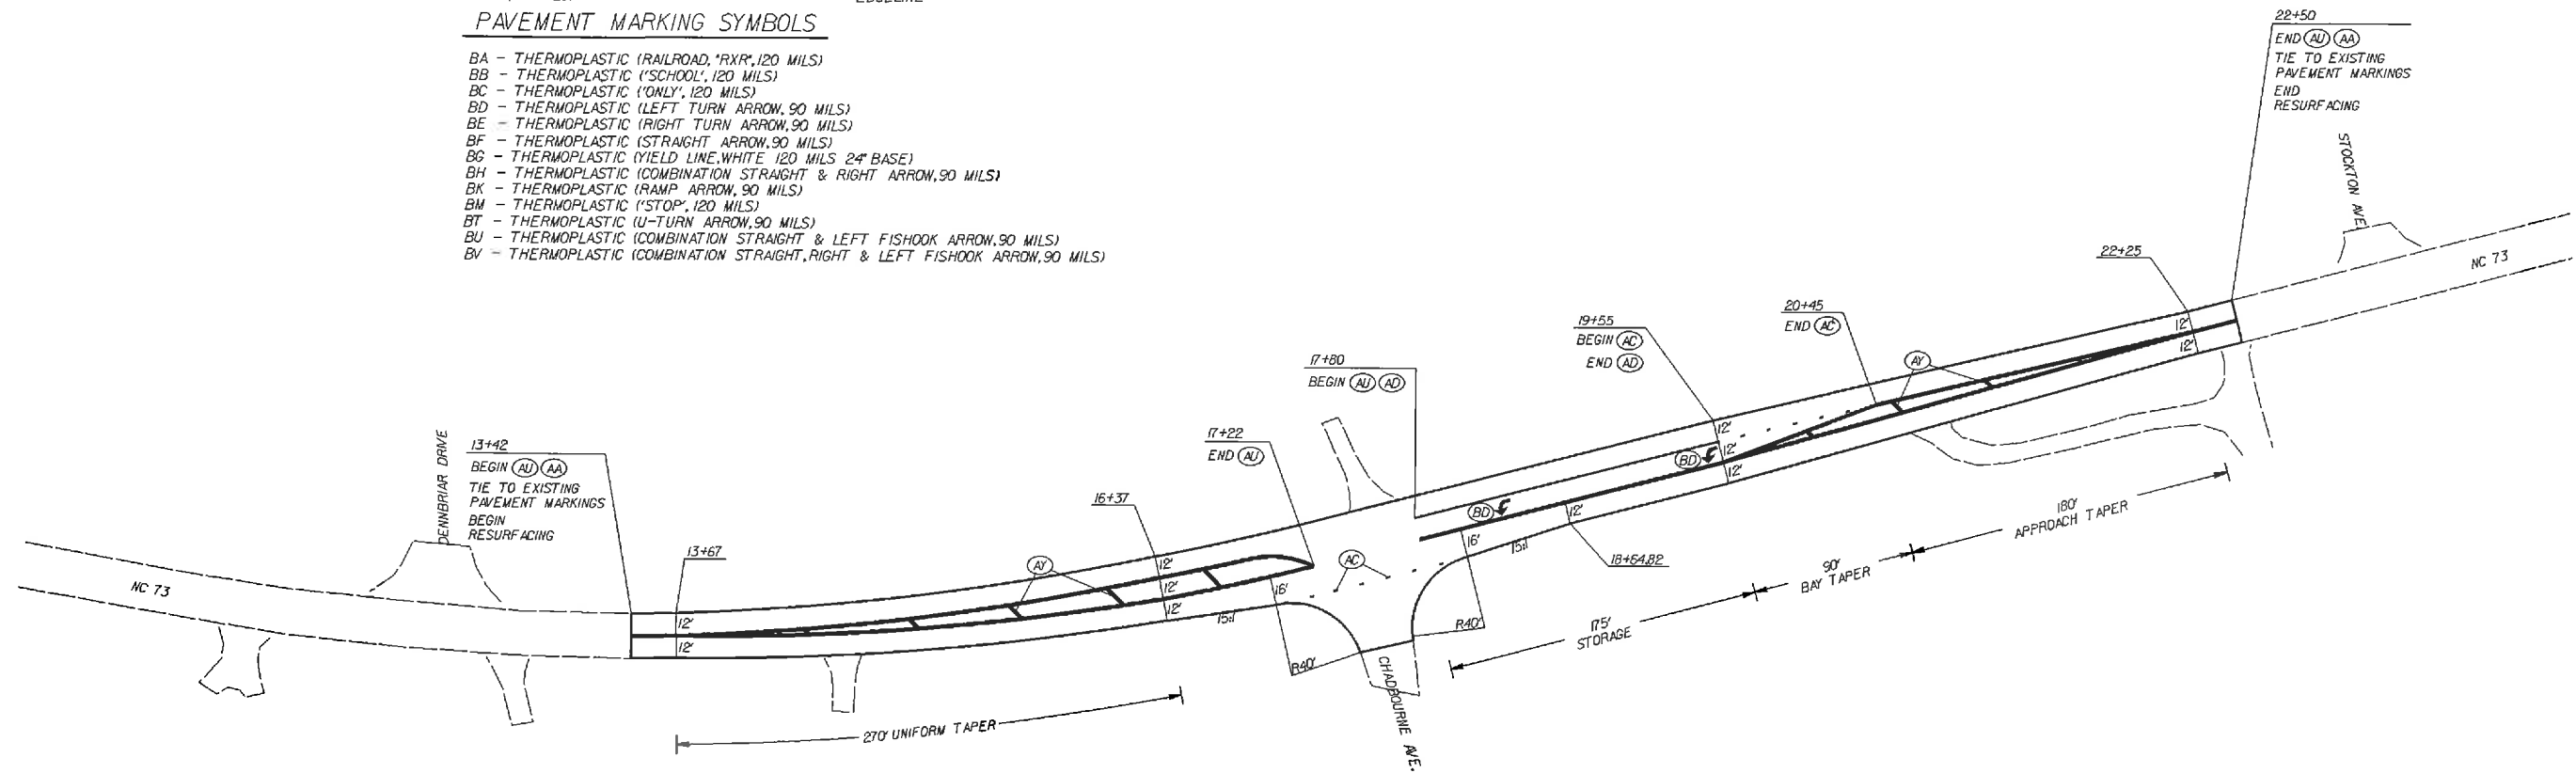 PAVEMENT MARKING SYMBOLS
BA - THERMOPLASTIC (RAILROAD, "RXR", 120 MILS)
BB - THERMOPLASTIC ('SCHOOL', 120 MILS)
BC - THERMOPLASTIC ('ONLY', 120 MILS)
BD - THERMOPLASTIC (LEFT TURN ARROW, 90 MILS)
BE - THERMOPLASTIC (RIGHT TURN ARROW, 90 MILS)
BF - THERMOPLASTIC (STRAIGHT ARROW, 90 MILS)
BG - THERMOPLASTIC (YIELD LINE, WHITE 120 MILS 24" BASE)
BH - THERMOPLASTIC (COMBINATION STRAIGHT & RIGHT ARROW, 90 MILS)
BK - THERMOPLASTIC (RAMP ARROW, 90 MILS)
BM - THERMOPLASTIC ('STOP', 120 MILS)
BT - THERMOPLASTIC (U-TURN ARROW, 90 MILS)
BU - THERMOPLASTIC (COMBINATION STRAIGHT & LEFT FISHOOK ARROW, 90 MILS)
BV - THERMOPLASTIC (COMBINATION STRAIGHT, RIGHT & LEFT FISHOOK ARROW, 90 MILS)
22+50
END AU AA
TIE TO EXISTING
PAVEMENT MARKINGS
END
RESURFACING
STOCKTON AVE
NC 73
22+25
12'
12'
20+45
END AC
AY
19+55
BEGIN AC
END AD
12'
12'
12'
BD
17+80
BEGIN AU AD
BD
12'
16'
15:1
18+64.82
17+22
END AU
16+37
12'
12'
12'
16'
15:1
AC
AY
R40'
R40'
CHADBOURNE AVE.
DENNBRIAR DRIVE
13+42
BEGIN AU AA
TIE TO EXISTING
PAVEMENT MARKINGS
BEGIN
RESURFACING
13+67
12'
12'
NC 73
270' UNIFORM TAPER
175'
STORAGE
90'
BAY TAPER
180'
APPROACH TAPER